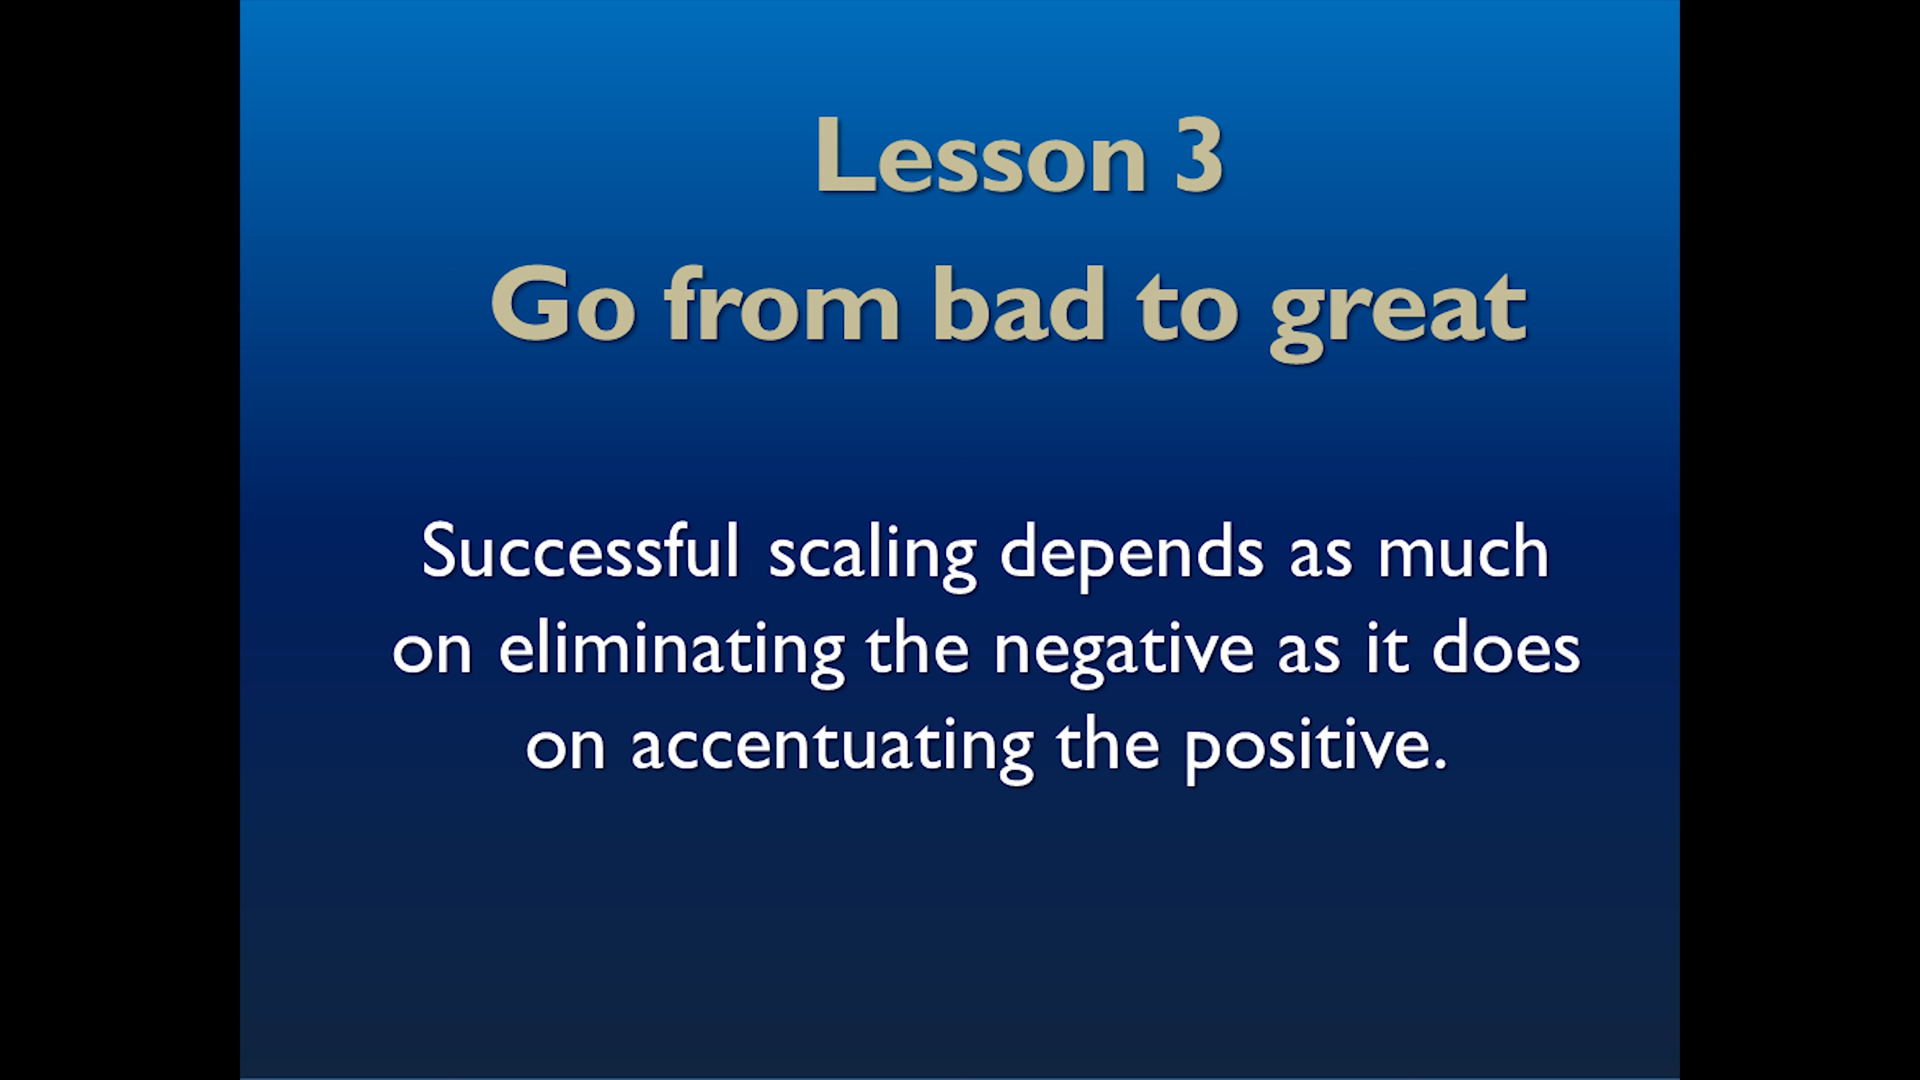 Lesson 3
Go from bad to great
Successful scaling depends as much
on eliminating the negative as it does
on accentuating the positive.